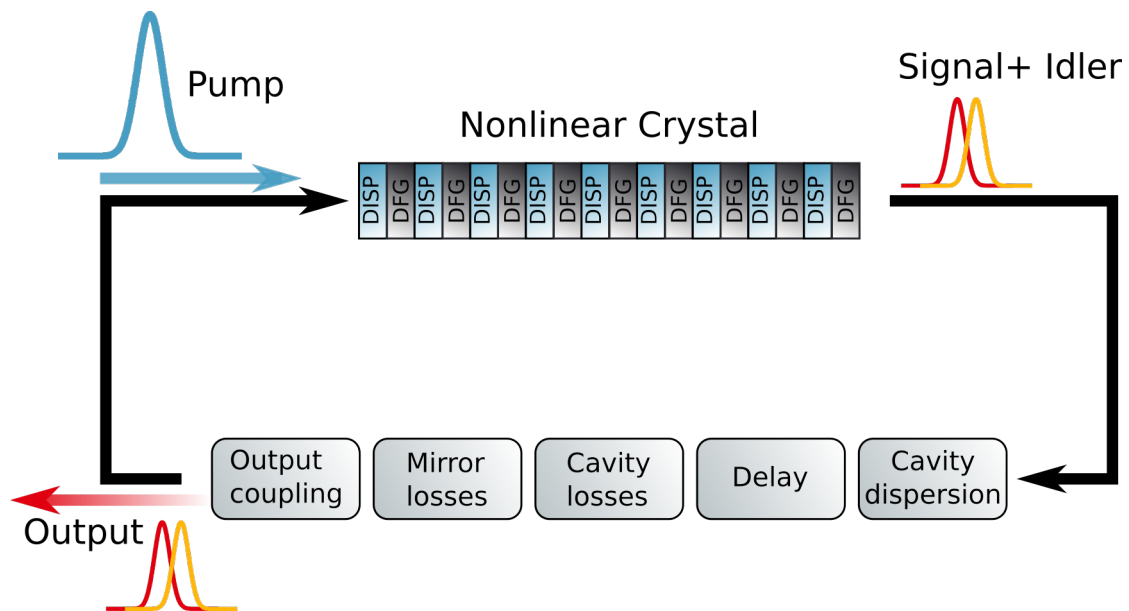 Pump
Signal+ Idler
Nonlinear Crystal
DISP DFG DISP DFG DISP DFG DISP DFG DISP DFG DISP DFG DISP DFG DISP DFG DISP DFG
Output
coupling
Mirror
losses
Cavity
losses
Delay
Cavity
dispersion
Output